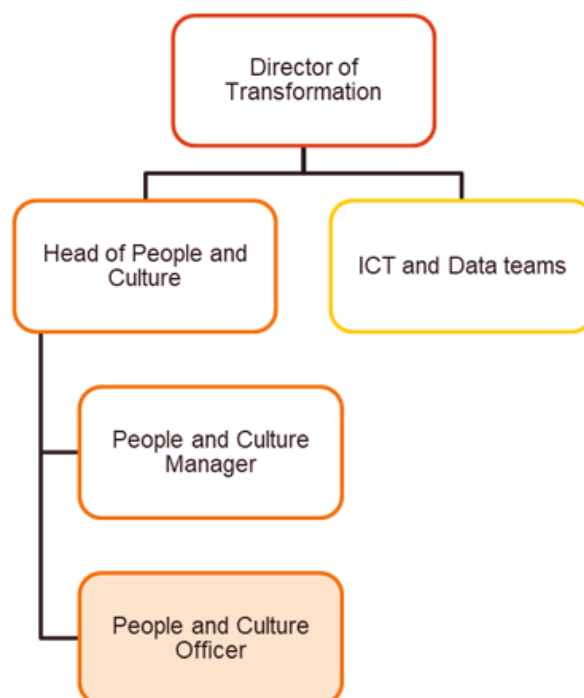 Director of
Transformation
Head of People and
Culture
ICT and Data teams
People and Culture
Manager
People and Culture
Officer